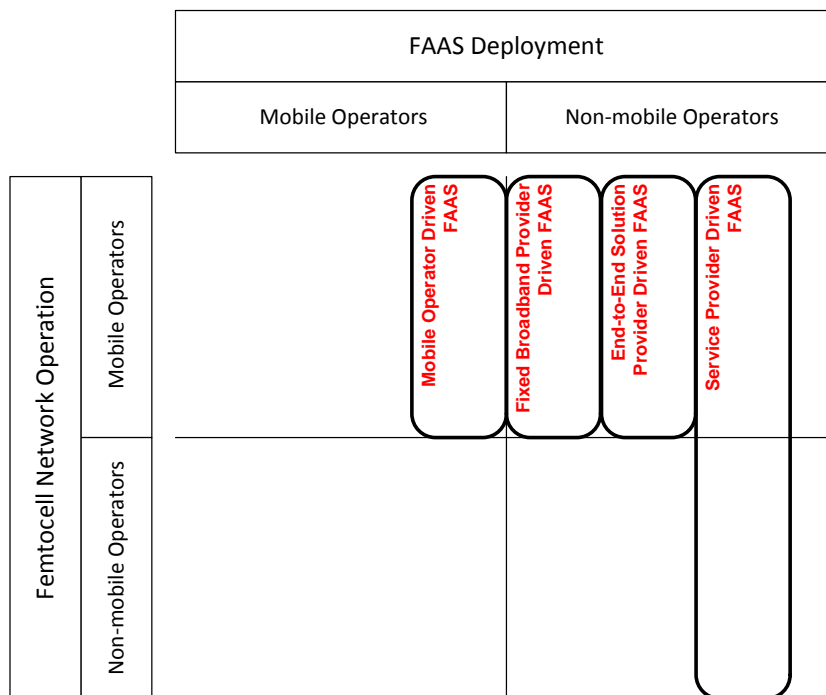 FAAS Deployment
Mobile Operators
Non-mobile Operators
Femtocell Network Operation
Mobile Operators
Non-mobile Operators
Mobile Operator Driven
FAAS
Fixed Broadband Provider
Driven FAAS
End-to-End Solution
Provider Driven FAAS
Service Provider Driven
FAAS